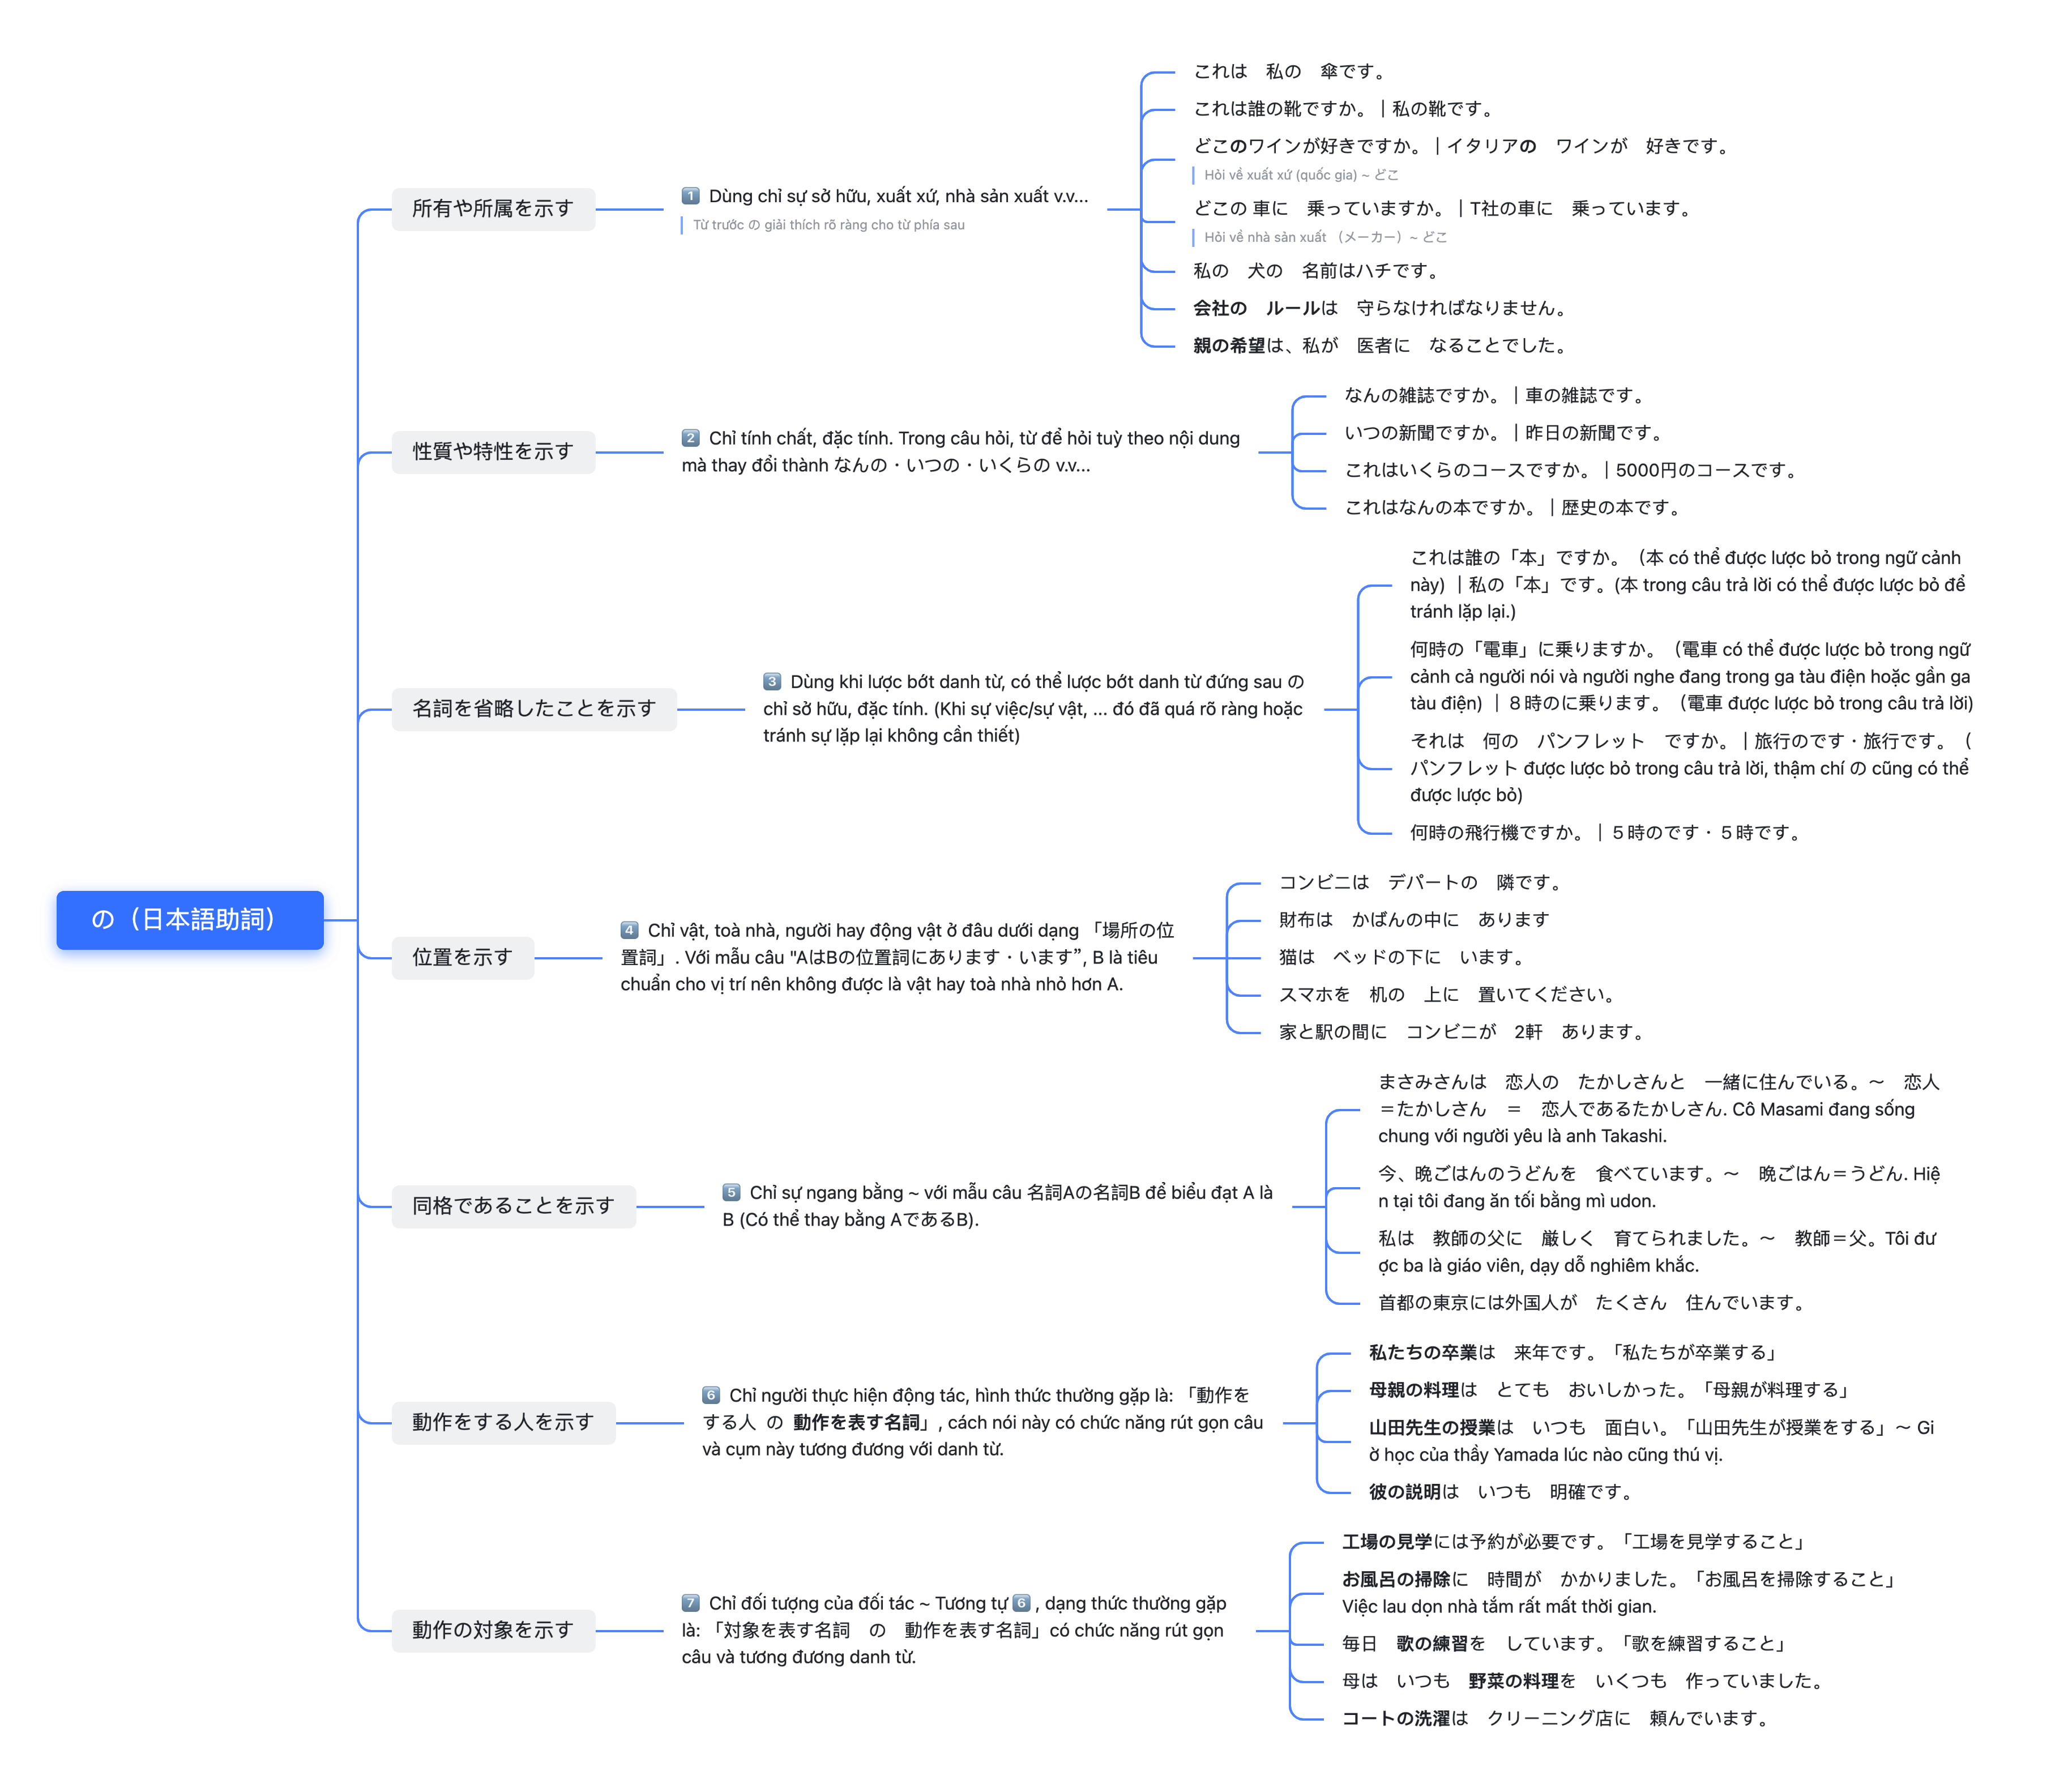 の（日本語助詞）
所有や所属を示す
1 Dùng chỉ sự sở hữu, xuất xứ, nhà sản xuất v.v...
Từ trước の giải thích rõ ràng cho từ phía sau
これは　私の　傘です。
これは誰の靴ですか。｜私の靴です。
どこのワインが好きですか。｜イタリアの　ワインが　好きです。
Hỏi về xuất xứ (quốc gia) ~ どこ
どこの 車に　乗っていますか。｜T社の車に　乗っています。
Hỏi về nhà sản xuất （メーカー）~ どこ
私の　犬の　名前はハチです。
会社の　ルールは　守らなければなりません。
親の希望は、私が　医者に　なることでした。
性質や特性を示す
2 Chỉ tính chất, đặc tính. Trong câu hỏi, từ để hỏi tuỳ theo nội dung
mà thay đổi thành なんの・いつの・いくらの v.v...
なんの雑誌ですか。｜車の雑誌です。
いつの新聞ですか。｜昨日の新聞です。
これはいくらのコースですか。｜5000円のコースです。
これはなんの本ですか。｜歴史の本です。
名詞を省略したことを示す
3 Dùng khi lược bớt danh từ, có thể lược bớt danh từ đứng sau の
chỉ sở hữu, đặc tính. (Khi sự việc/sự vật, ... đó đã quá rõ ràng hoặc
tránh sự lặp lại không cần thiết)
これは誰の「本」ですか。（本 có thể được lược bỏ trong ngữ cảnh
này) ｜私の「本」です。(本 trong câu trả lời có thể được lược bỏ để
tránh lặp lại.)
何時の「電車」に乗りますか。（電車 có thể được lược bỏ trong ngữ
cảnh cả người nói và người nghe đang trong ga tàu điện hoặc gần ga
tàu điện) ｜８時のに乗ります。（電車 được lược bỏ trong câu trả lời)
それは　何の　パンフレット　ですか。｜旅行のです・旅行です。（
パンフレット được lược bỏ trong câu trả lời, thậm chí の cũng có thể
được lược bỏ)
何時の飛行機ですか。｜５時のです・５時です。
位置を示す
4 Chỉ vật, toà nhà, người hay động vật ở đâu dưới dạng 「場所の位
置詞」. Với mẫu câu "AはBの位置詞にあります・います”, B là tiêu
chuẩn cho vị trí nên không được là vật hay toà nhà nhỏ hơn A.
コンビニは　デパートの　隣です。
財布は　かばんの中に　あります
猫は　ベッドの下に　います。
スマホを　机の　上に　置いてください。
家と駅の間に　コンビニが　2軒　あります。
同格であることを示す
5 Chỉ sự ngang bằng ~ với mẫu câu 名詞Aの名詞B để biểu đạt A là
B (Có thể thay bằng AであるB).
まさみさんは　恋人の　たかしさんと　一緒に住んでいる。〜　恋人
＝たかしさん　＝　恋人であるたかしさん. Cô Masami đang sống
chung với người yêu là anh Takashi.
今、晩ごはんのうどんを　食べています。〜　晩ごはん＝うどん. Hiệ
n tại tôi đang ăn tối bằng mì udon.
私は　教師の父に　厳しく　育てられました。〜　教師＝父。Tôi đư
ợc ba là giáo viên, dạy dỗ nghiêm khắc.
首都の東京には外国人が　たくさん　住んでいます。
動作をする人を示す
6 Chỉ người thực hiện động tác, hình thức thường gặp là: 「動作を
する人 の 動作を表す名詞」, cách nói này có chức năng rút gọn câu
và cụm này tương đương với danh từ.
私たちの卒業は　来年です。「私たちが卒業する」
母親の料理は　とても　おいしかった。「母親が料理する」
山田先生の授業は　いつも　面白い。「山田先生が授業をする」〜 Gi
ờ học của thầy Yamada lúc nào cũng thú vị.
彼の説明は　いつも　明確です。
動作の対象を示す
7 Chỉ đối tượng của đối tác ~ Tương tự 6 , dạng thức thường gặp
là: 「対象を表す名詞　の　動作を表す名詞」có chức năng rút gọn
câu và tương đương danh từ.
工場の見学には予約が必要です。「工場を見学すること」
お風呂の掃除に　時間が　かかりました。「お風呂を掃除すること」
Việc lau dọn nhà tắm rất mất thời gian.
毎日　歌の練習を　しています。「歌を練習すること」
母は　いつも　野菜の料理を　いくつも　作っていました。
コートの洗濯は　クリーニング店に　頼んでいます。